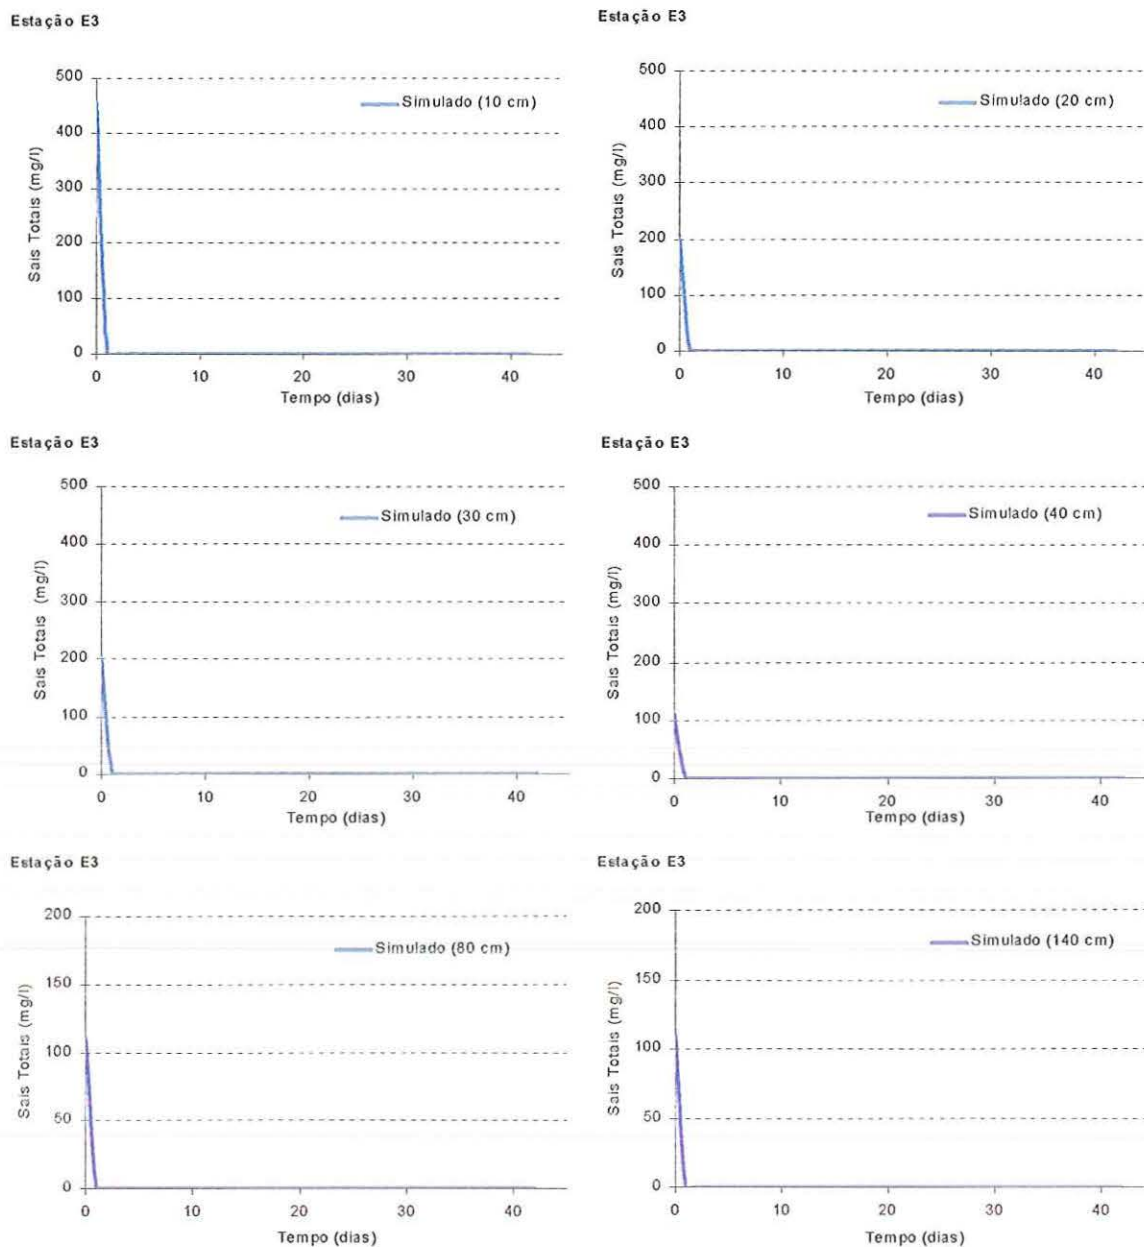 Estação E3
500
Simulado (10 cm)
400
300
200
100
0
Sais Totais (mg/l)
0 10 20 30 40
Tempo (dias)
Estação E3
500
Simulado (20 cm)
400
300
200
100
0
Sais Totais (mg/l)
0 10 20 30 40
Tempo (dias)
Estação E3
500
Simulado (30 cm)
400
300
200
100
0
Sais Totais (mg/l)
0 10 20 30 40
Tempo (dias)
Estação E3
500
Simulado (40 cm)
400
300
200
100
0
Sais Totais (mg/l)
0 10 20 30 40
Tempo (dias)
Estação E3
200
Simulado (80 cm)
150
100
50
0
Sais Totais (mg/l)
0 10 20 30 40
Tempo (dias)
Estação E3
200
Simulado (140 cm)
150
100
50
0
Sais Totais (mg/l)
0 10 20 30 40
Tempo (dias)